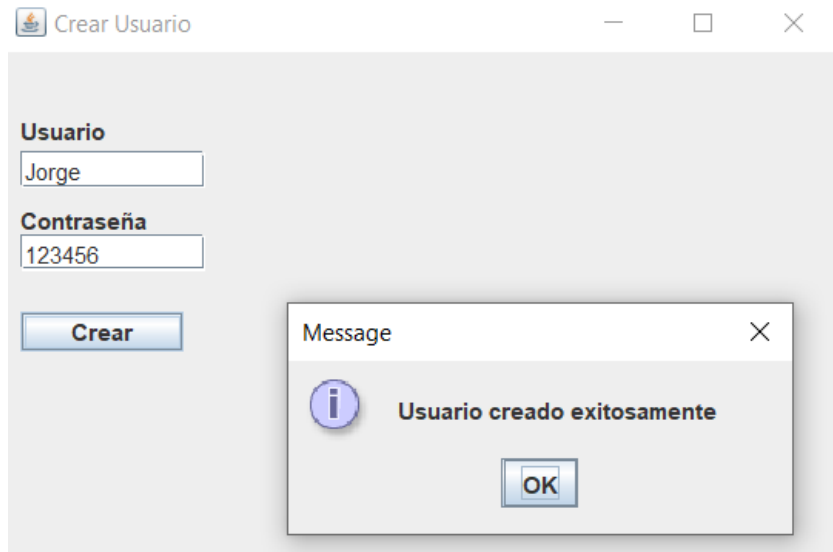 Crear Usuario
Usuario
Jorge
Contraseña
123456
Crear
Message
i
Usuario creado exitosamente
OK